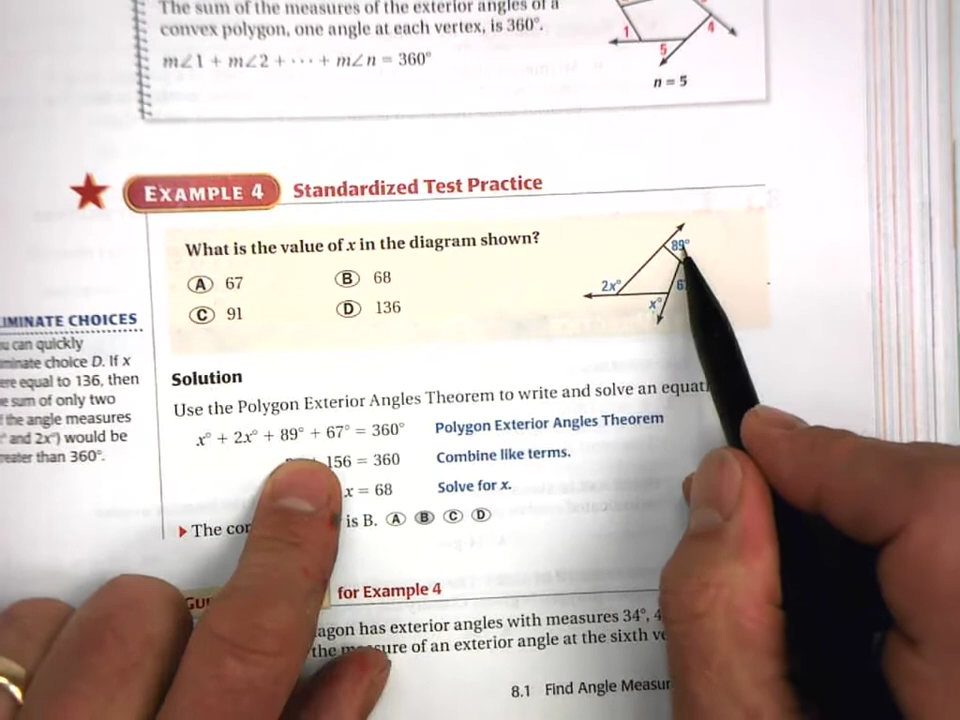 The sum of the measures of the exterior angles of a
convex polygon, one angle at each vertex, is 360°.
m∠1 + m∠2 + ··· + m∠n = 360°
1
4
5
n = 5
EXAMPLE 4 Standardized Test Practice
What is the value of x in the diagram shown?
A 67 B 68
C 91 D 136
89°
2x°
x°
6
IMINATE CHOICES
can quickly
minate choice D. If x
ere equal to 136, then
sum of only two
the angle measures
and 2x°) would be
reater than 360°.
Solution
Use the Polygon Exterior Angles Theorem to write and solve an equat
x° + 2x° + 89° + 67° = 360° Polygon Exterior Angles Theorem
156 = 360 Combine like terms.
x = 68 Solve for x.
▶ The cor is B. A B C D
GU for Example 4
agon has exterior angles with measures 34°, 4
the measure of an exterior angle at the sixth ve
8.1 Find Angle Measur